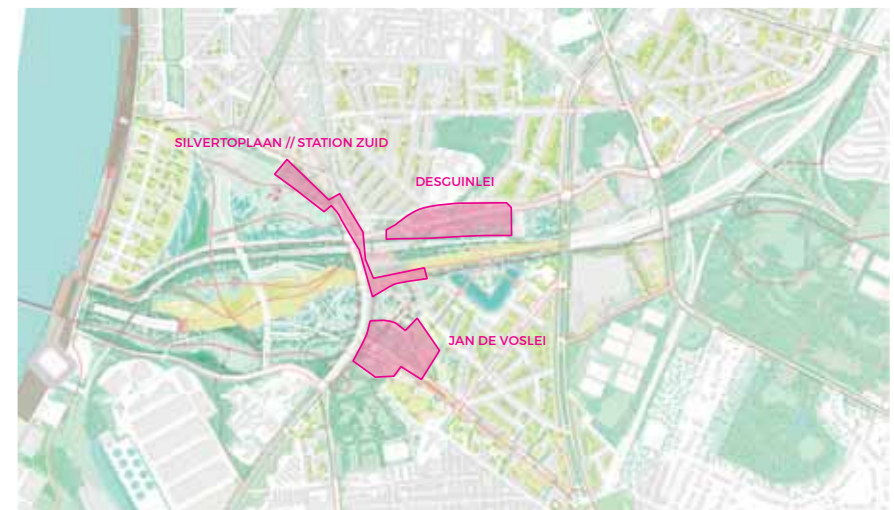 SILVERTOPLAAN // STATION ZUID
DESGUINLEI
JAN DE VOSLEI